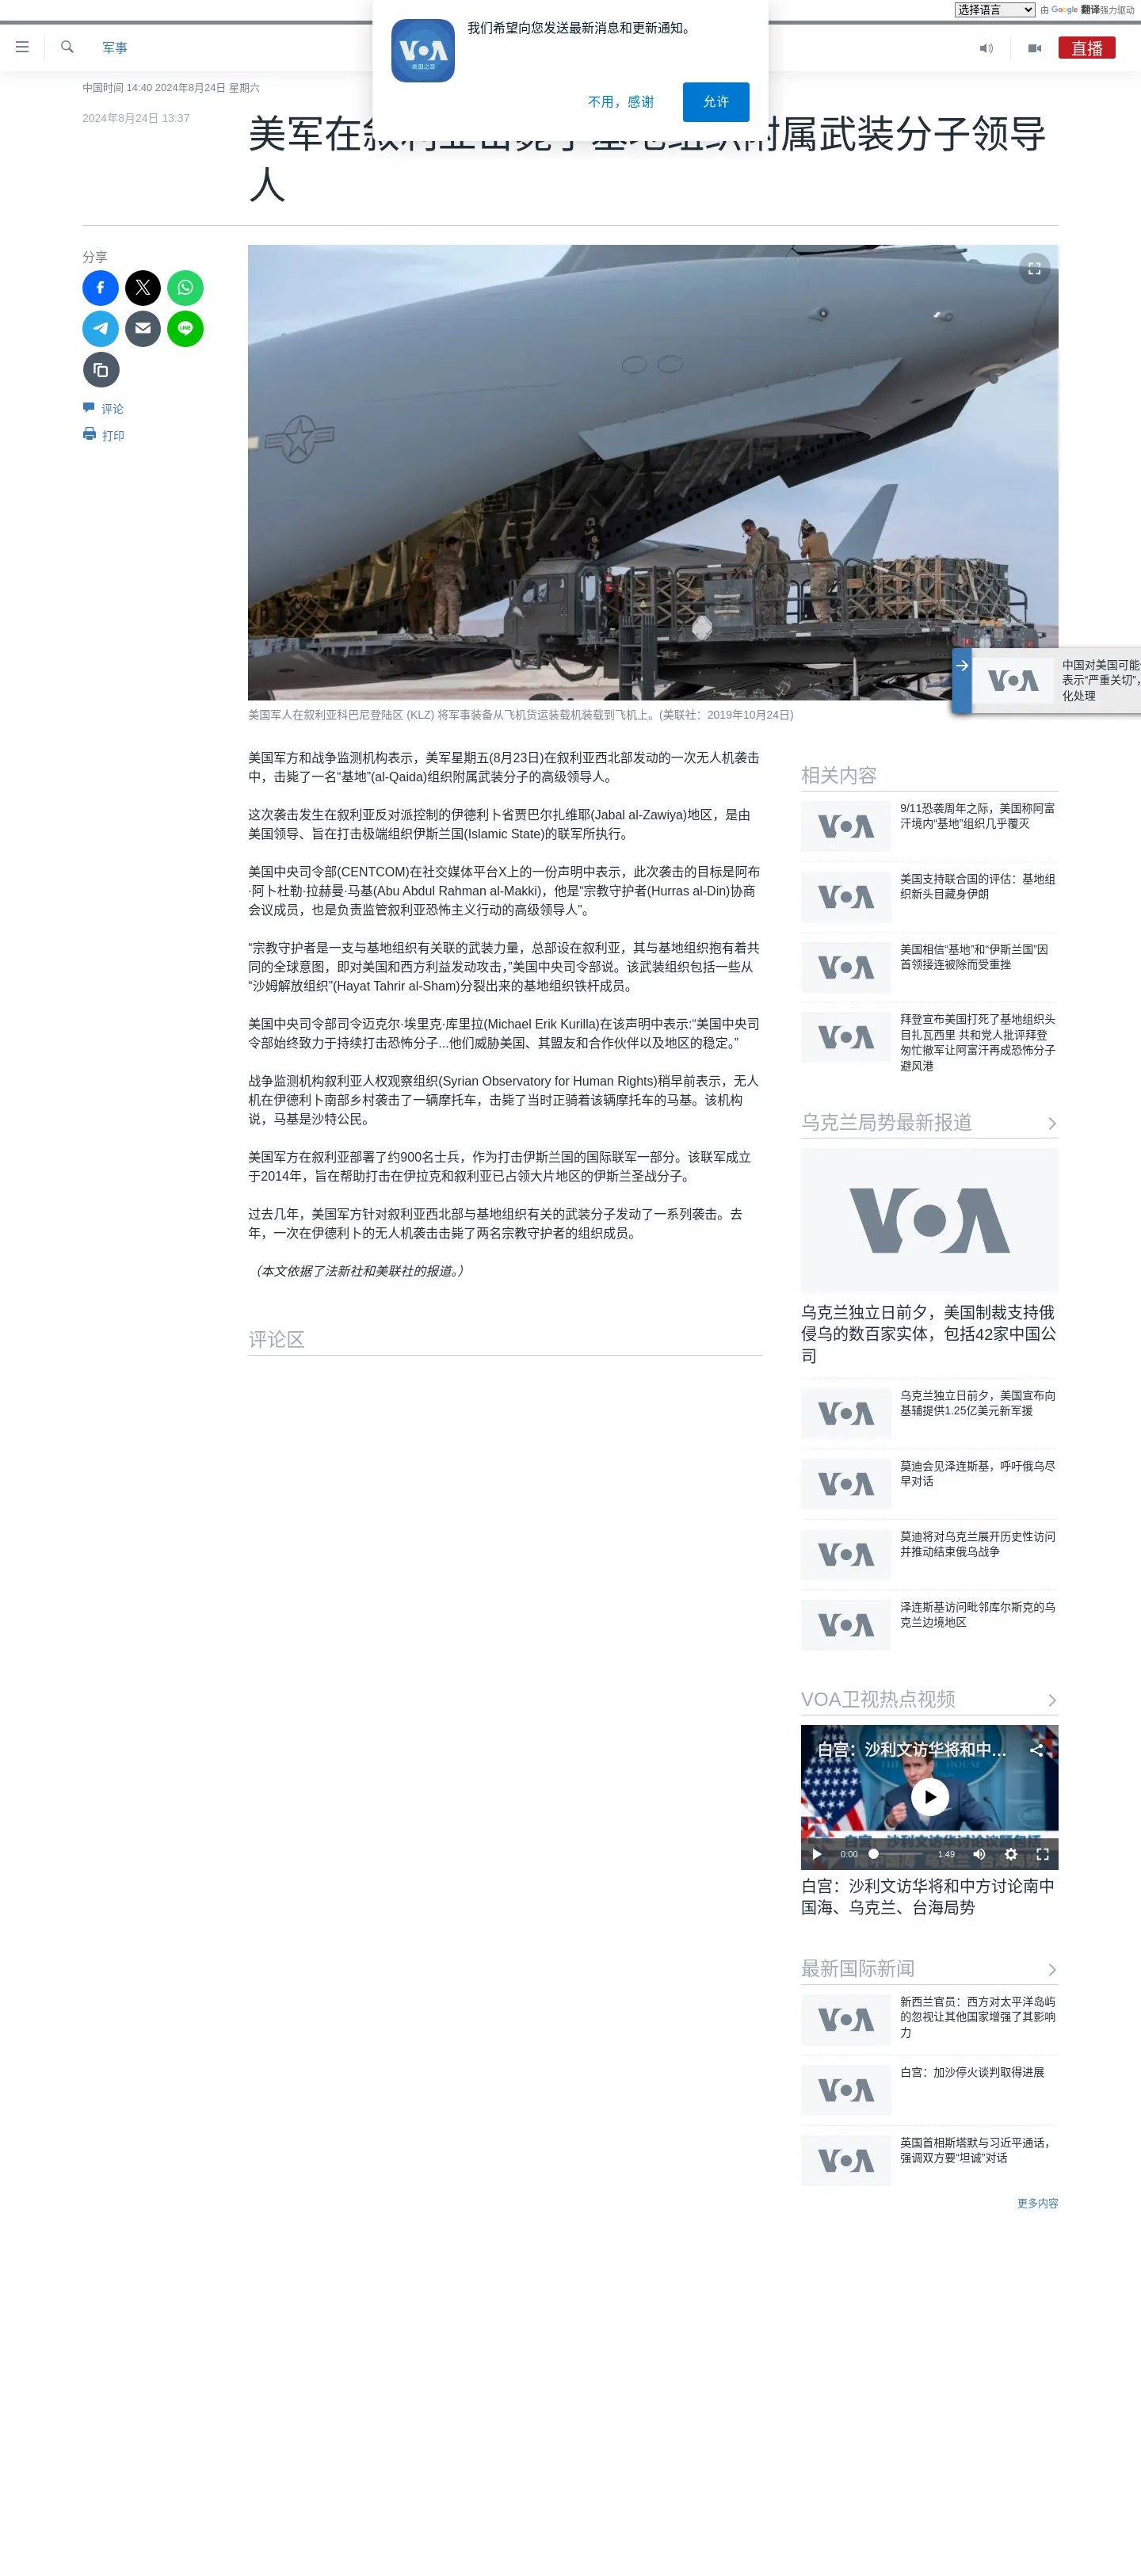 选择语言 由 Google 翻译强力驱动
我们希望向您发送最新消息和更新通知。
VOA
美国之音
不用，感谢 允许
军事
直播
中国时间 14:40 2024年8月24日 星期六
2024年8月24日 13:37
附属武装分子领导
人
分享
评论
打印
美国军人在叙利亚科巴尼登陆区 (KLZ) 将军事装备从飞机货运装载机装载到飞机上。(美联社：2019年10月24日)
VOA
中国对美国可能
表示“严重关切”，
化处理
美国军方和战争监测机构表示，美军星期五(8月23日)在叙利亚西北部发动的一次无人机袭击
中，击毙了一名“基地”(al-Qaida)组织附属武装分子的高级领导人。
这次袭击发生在叙利亚反对派控制的伊德利卜省贾巴尔扎维耶(Jabal al-Zawiya)地区，是由
美国领导、旨在打击极端组织伊斯兰国(Islamic State)的联军所执行。
美国中央司令部(CENTCOM)在社交媒体平台X上的一份声明中表示，此次袭击的目标是阿布
·阿卜杜勒·拉赫曼·马基(Abu Abdul Rahman al-Makki)，他是“宗教守护者(Hurras al-Din)协商
会议成员，也是负责监管叙利亚恐怖主义行动的高级领导人”。
“宗教守护者是一支与基地组织有关联的武装力量，总部设在叙利亚，其与基地组织抱有着共
同的全球意图，即对美国和西方利益发动攻击，”美国中央司令部说。该武装组织包括一些从
“沙姆解放组织”(Hayat Tahrir al-Sham)分裂出来的基地组织铁杆成员。
美国中央司令部司令迈克尔·埃里克·库里拉(Michael Erik Kurilla)在该声明中表示:“美国中央司
令部始终致力于持续打击恐怖分子...他们威胁美国、其盟友和合作伙伴以及地区的稳定。”
战争监测机构叙利亚人权观察组织(Syrian Observatory for Human Rights)稍早前表示，无人
机在伊德利卜南部乡村袭击了一辆摩托车，击毙了当时正骑着该辆摩托车的马基。该机构
说，马基是沙特公民。
美国军方在叙利亚部署了约900名士兵，作为打击伊斯兰国的国际联军一部分。该联军成立
于2014年，旨在帮助打击在伊拉克和叙利亚已占领大片地区的伊斯兰圣战分子。
过去几年，美国军方针对叙利亚西北部与基地组织有关的武装分子发动了一系列袭击。去
年，一次在伊德利卜的无人机袭击击毙了两名宗教守护者的组织成员。
（本文依据了法新社和美联社的报道。）
评论区
相关内容
VOA
9/11恐袭周年之际，美国称阿富
汗境内“基地”组织几乎覆灭
VOA
美国支持联合国的评估：基地组
织新头目藏身伊朗
VOA
美国相信“基地”和“伊斯兰国”因
首领接连被除而受重挫
VOA
拜登宣布美国打死了基地组织头
目扎瓦西里 共和党人批评拜登
匆忙撤军让阿富汗再成恐怖分子
避风港
乌克兰局势最新报道
VOA
乌克兰独立日前夕，美国制裁支持俄
侵乌的数百家实体，包括42家中国公
司
VOA
乌克兰独立日前夕，美国宣布向
基辅提供1.25亿美元新军援
VOA
莫迪会见泽连斯基，呼吁俄乌尽
早对话
VOA
莫迪将对乌克兰展开历史性访问
并推动结束俄乌战争
VOA
泽连斯基访问毗邻库尔斯克的乌
克兰边境地区
VOA卫视热点视频
白宫：沙利文访华将和中...
0:00 1:49
白宫：沙利文访华将和中方讨论南中
国海、乌克兰、台海局势
最新国际新闻
VOA
新西兰官员：西方对太平洋岛屿
的忽视让其他国家增强了其影响
力
VOA
白宫：加沙停火谈判取得进展
VOA
英国首相斯塔默与习近平通话，
强调双方要“坦诚”对话
更多内容